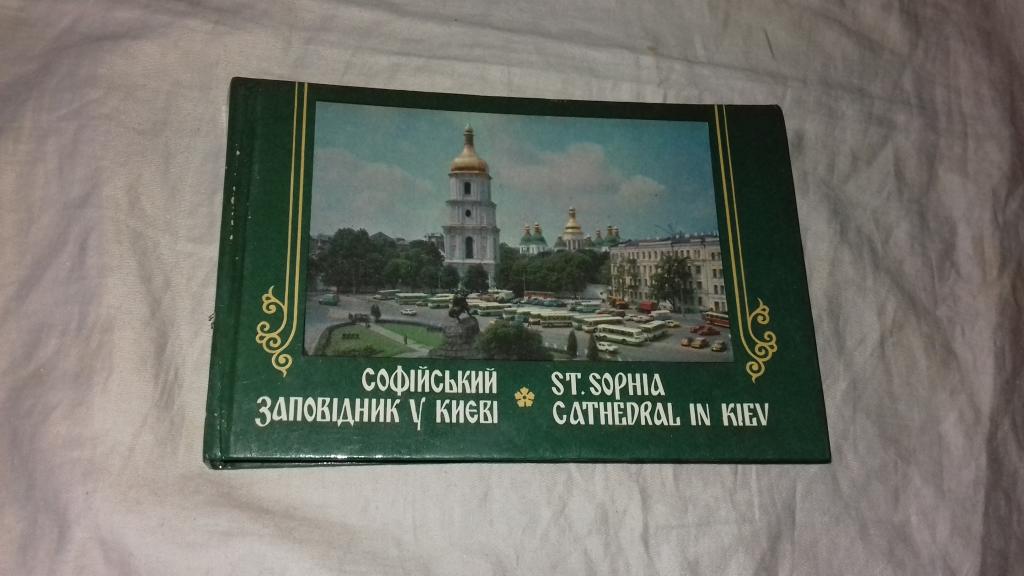 СОФІЙСЬКИЙ
ЗАПОВІДНИК У КИЄВІ
ST. SOPHIA
CATHEDRAL IN KIEV